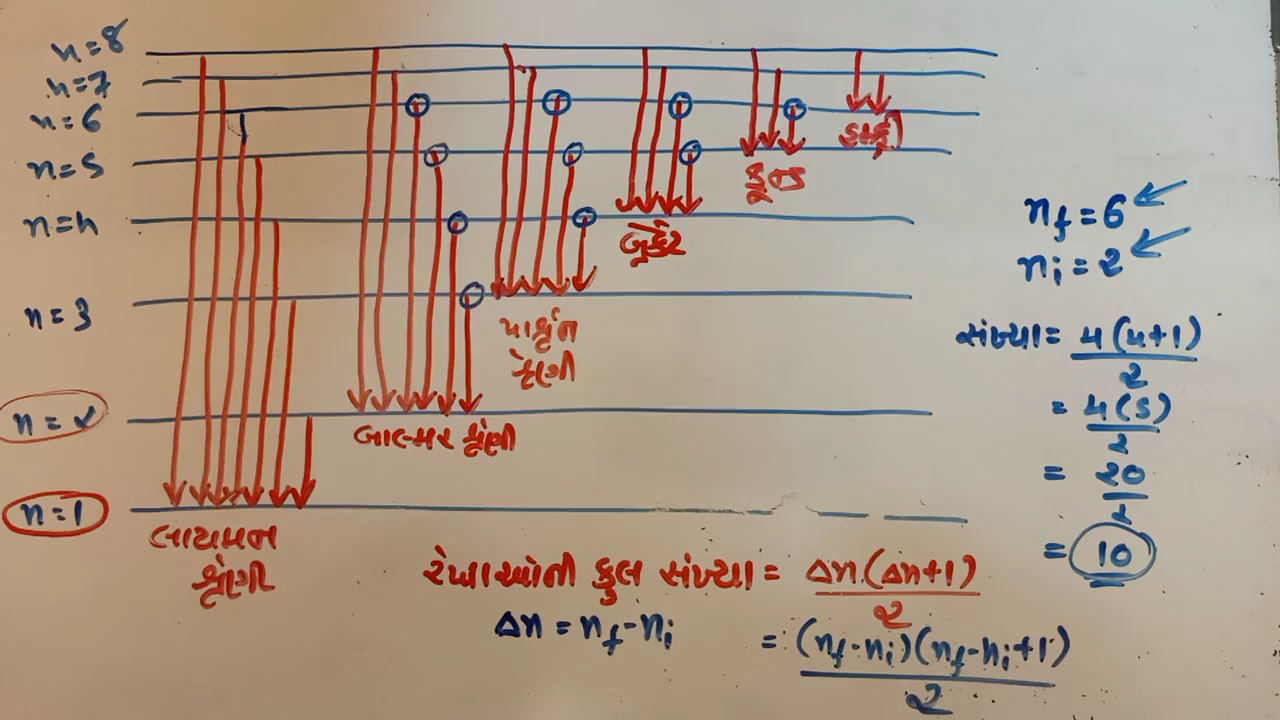 n=8
n=7
n=6
n=5
n=4
n=3
n=2
n=1
લાયમન
શ્રેણી
બાલ્મર શ્રેણી
પાશ્ચન
શ્રેણી
બ્રેકેટ
ફૂંડ
nf=6
ni=2
સંખ્યા= 4(4+1)/2
= 4(5)/2
= 20/2
= 10
રેખાઓની કુલ સંખ્યા = Δn.(Δn+1)/2
Δn = nf-ni = (nf-ni)(nf-ni+1)/2